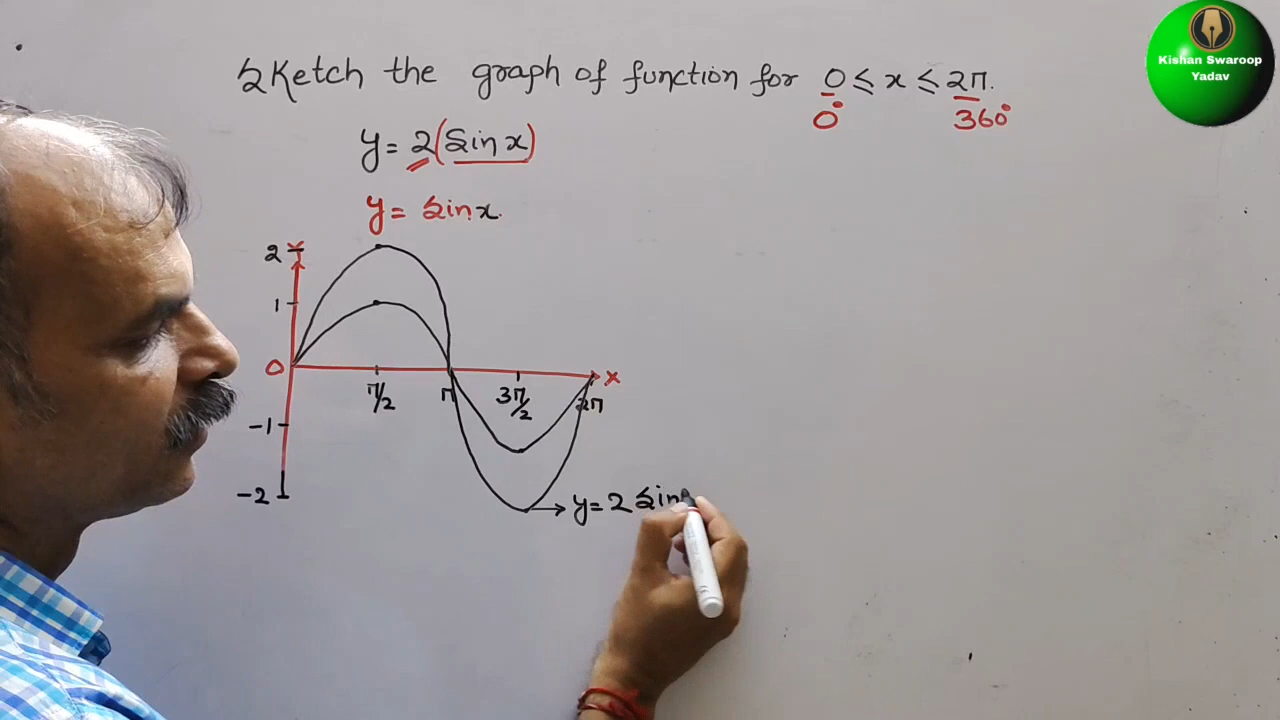 Sketch the graph of function for 0 ≤ x ≤ 2π.
0° 360°
y = 2(Sin x)
y = Sin x.
Y
2
1
0
-1
-2
π/2 π 3π/2 2π X
y = 2 Sin
Kishan Swaroop
Yadav